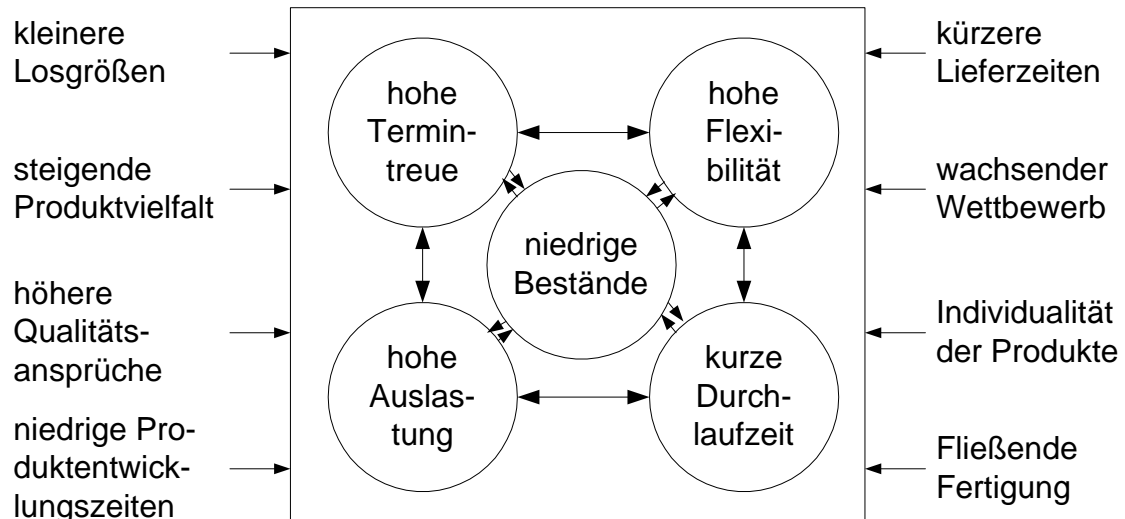 kleinere
Losgrößen
steigende
Produktvielfalt
höhere
Qualitäts-
ansprüche
niedrige Pro-
duktentwick-
lungszeiten
hohe
Termin-
treue
hohe
Flexi-
bilität
niedrige
Bestände
hohe
Auslas-
tung
kurze
Durch-
laufzeit
kürzere
Lieferzeiten
wachsender
Wettbewerb
Individualität
der Produkte
Fließende
Fertigung